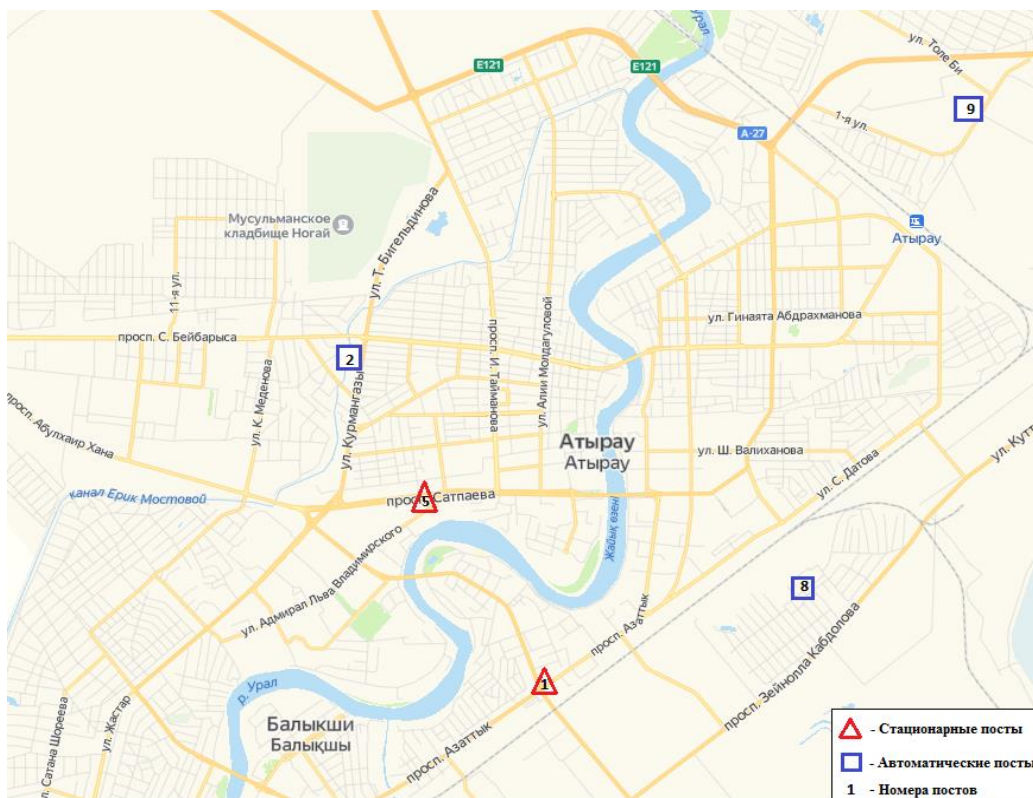 Урал
E121
E121
ул. Толе Би
9
1-я ул.
A-27
Мусульманское
кладбище Ногай
ул. Т. Бигельдинова
Атырау
11-я ул.
просп. С. Бейбарыса
ул. Гинаята Абдрахманова
2
просп. И. Тайманова
ул. Алии Молдагуловой
ул. К. Меденова
ул. Курмангазы
просп. Абулхаир Хана
Атырау
Атырау
ул. Ш. Валиханова
ул. С. Датова
ул. Кутт
канал Ерик Мостовой
просп. Сатпаева
5
Жайық өзені
ул. Адмирал Льва Владимирского
8
просп. Азаттык
просп. Зейнолла Кабдолова
1
р. Урал
Балыкши
Балықшы
просп. Азаттык
ул. Жастар
ул. Сатана Шореева
- Стационарные посты
- Автоматические посты
1 - Номера постов